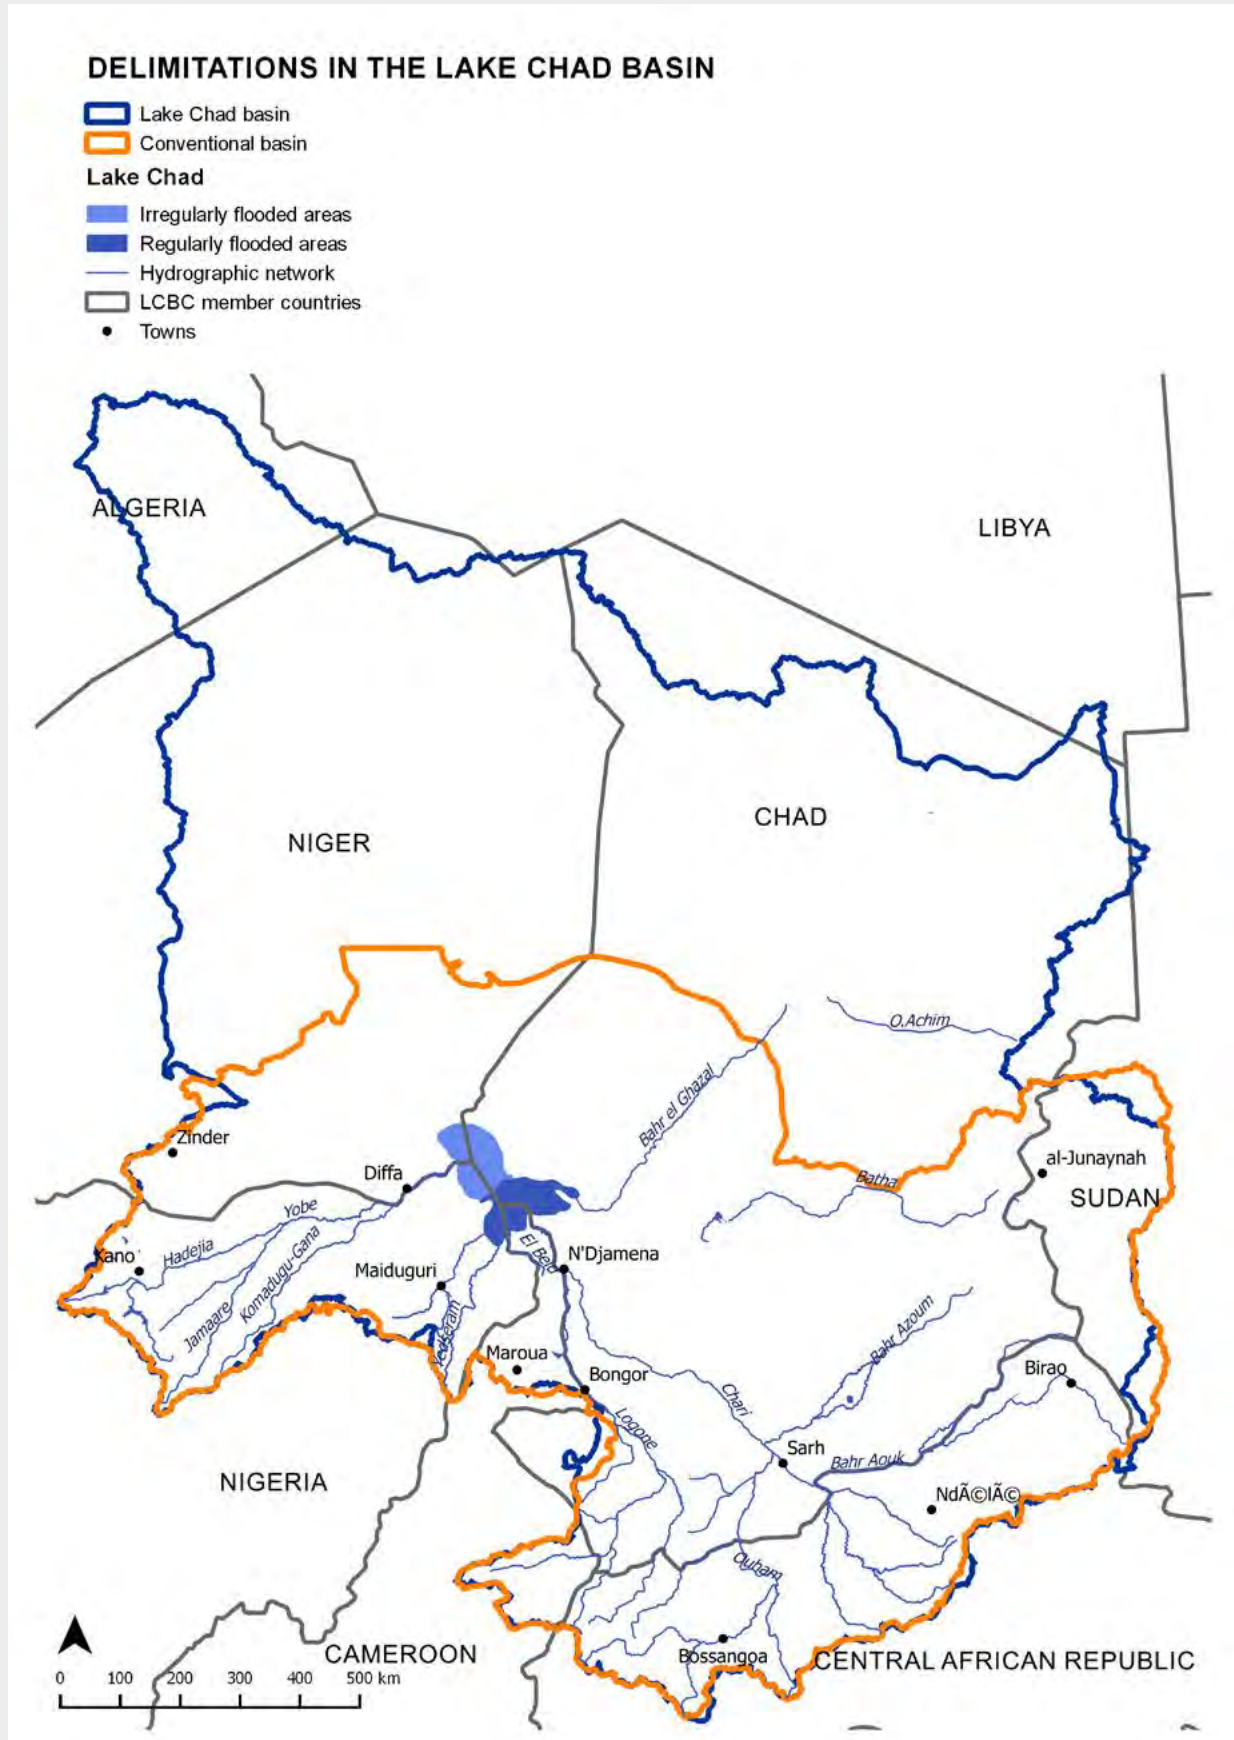 DELIMITATIONS IN THE LAKE CHAD BASIN
Lake Chad basin
Conventional basin
Lake Chad
Irregularly flooded areas
Regularly flooded areas
Hydrographic network
LCBC member countries
Towns
ALGERIA
LIBYA
CHAD
NIGER
O.Achim
Bahr el Ghazal
Zinder
al-Junaynah
Diffa
Batha
SUDAN
Yobe
Kano
Hadejia
Komadugu-Gana
El Beid
N'Djamena
Maiduguri
Jamaare
Yedseram
Bahr Azoum
Maroua
Bongor
Birao
Chari
Logone
Sarh
Bahr Aouk
NIGERIA
NdÃ©lÃ©
Ouham
CAMEROON
Bossangoa
CENTRAL AFRICAN REPUBLIC
0 100 200 300 400 500 km